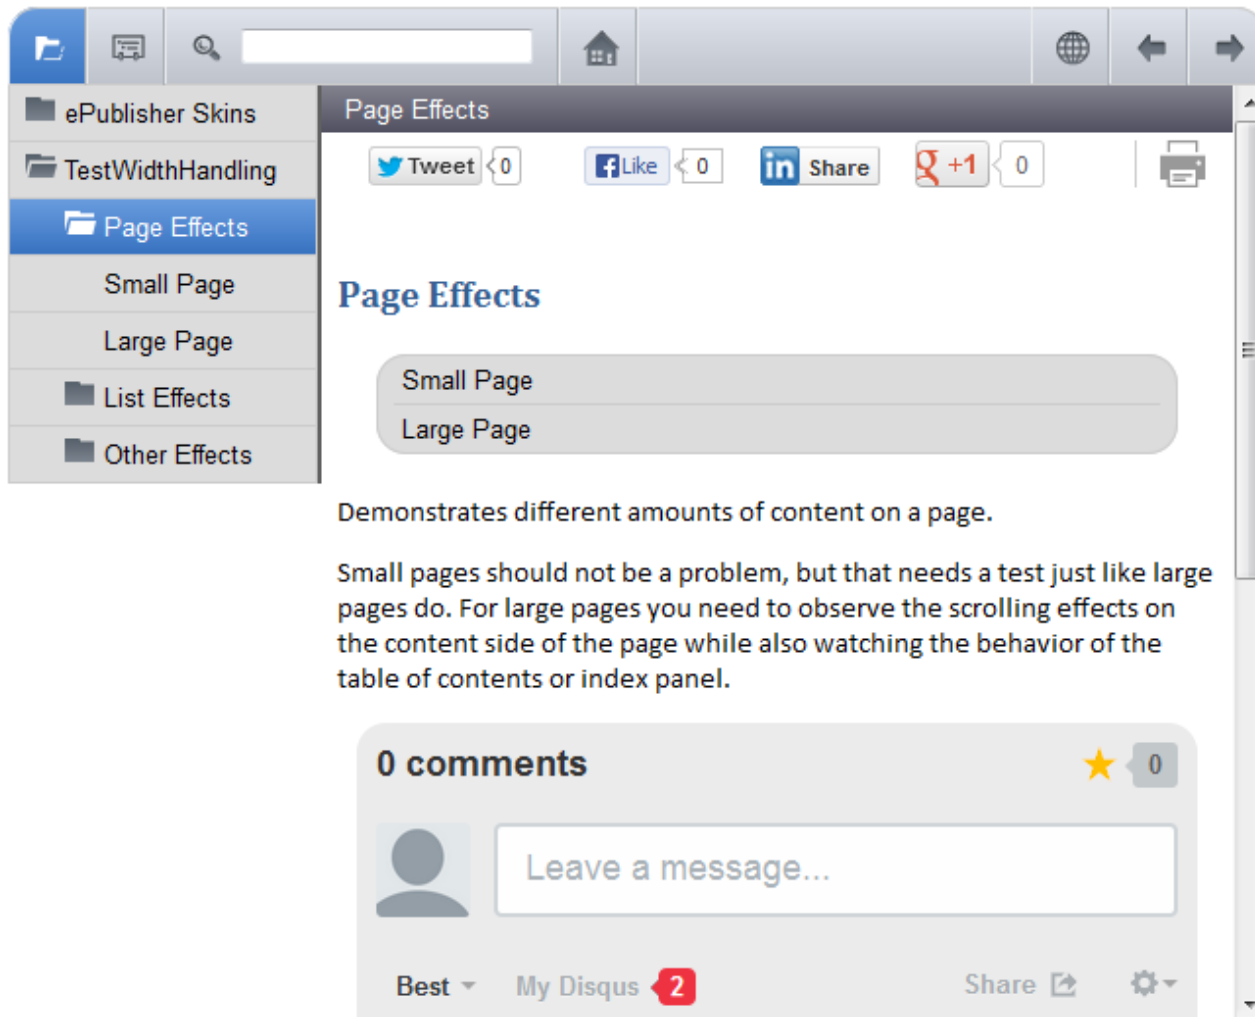 ePublisher Skins
TestWidthHandling
Page Effects
Small Page
Large Page
List Effects
Other Effects
Page Effects
Tweet 0
Like 0
in Share
g +1 0
Page Effects
Small Page
Large Page
Demonstrates different amounts of content on a page.
Small pages should not be a problem, but that needs a test just like large
pages do. For large pages you need to observe the scrolling effects on
the content side of the page while also watching the behavior of the
table of contents or index panel.
0 comments
0
Leave a message...
Best
My Disqus 2
Share